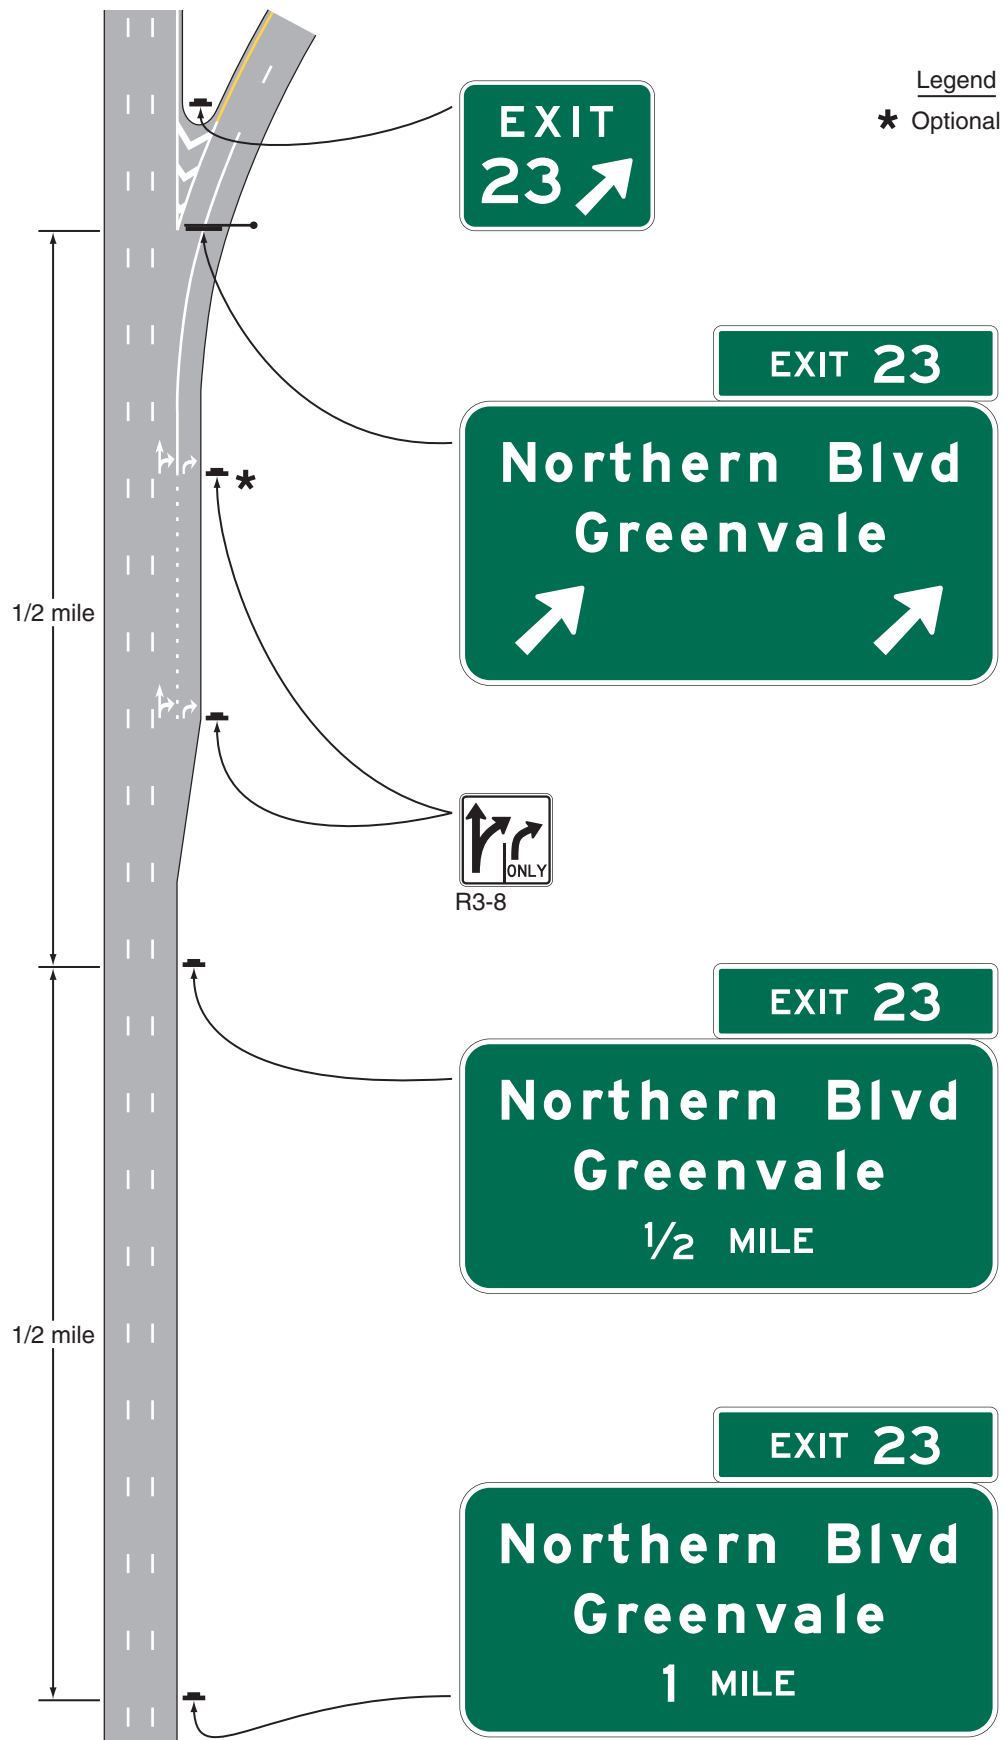 Legend
* Optional
EXIT
23
EXIT 23
Northern Blvd
Greenvale
*
1/2 mile
ONLY
R3-8
EXIT 23
Northern Blvd
Greenvale
1/2 MILE
1/2 mile
EXIT 23
Northern Blvd
Greenvale
1 MILE